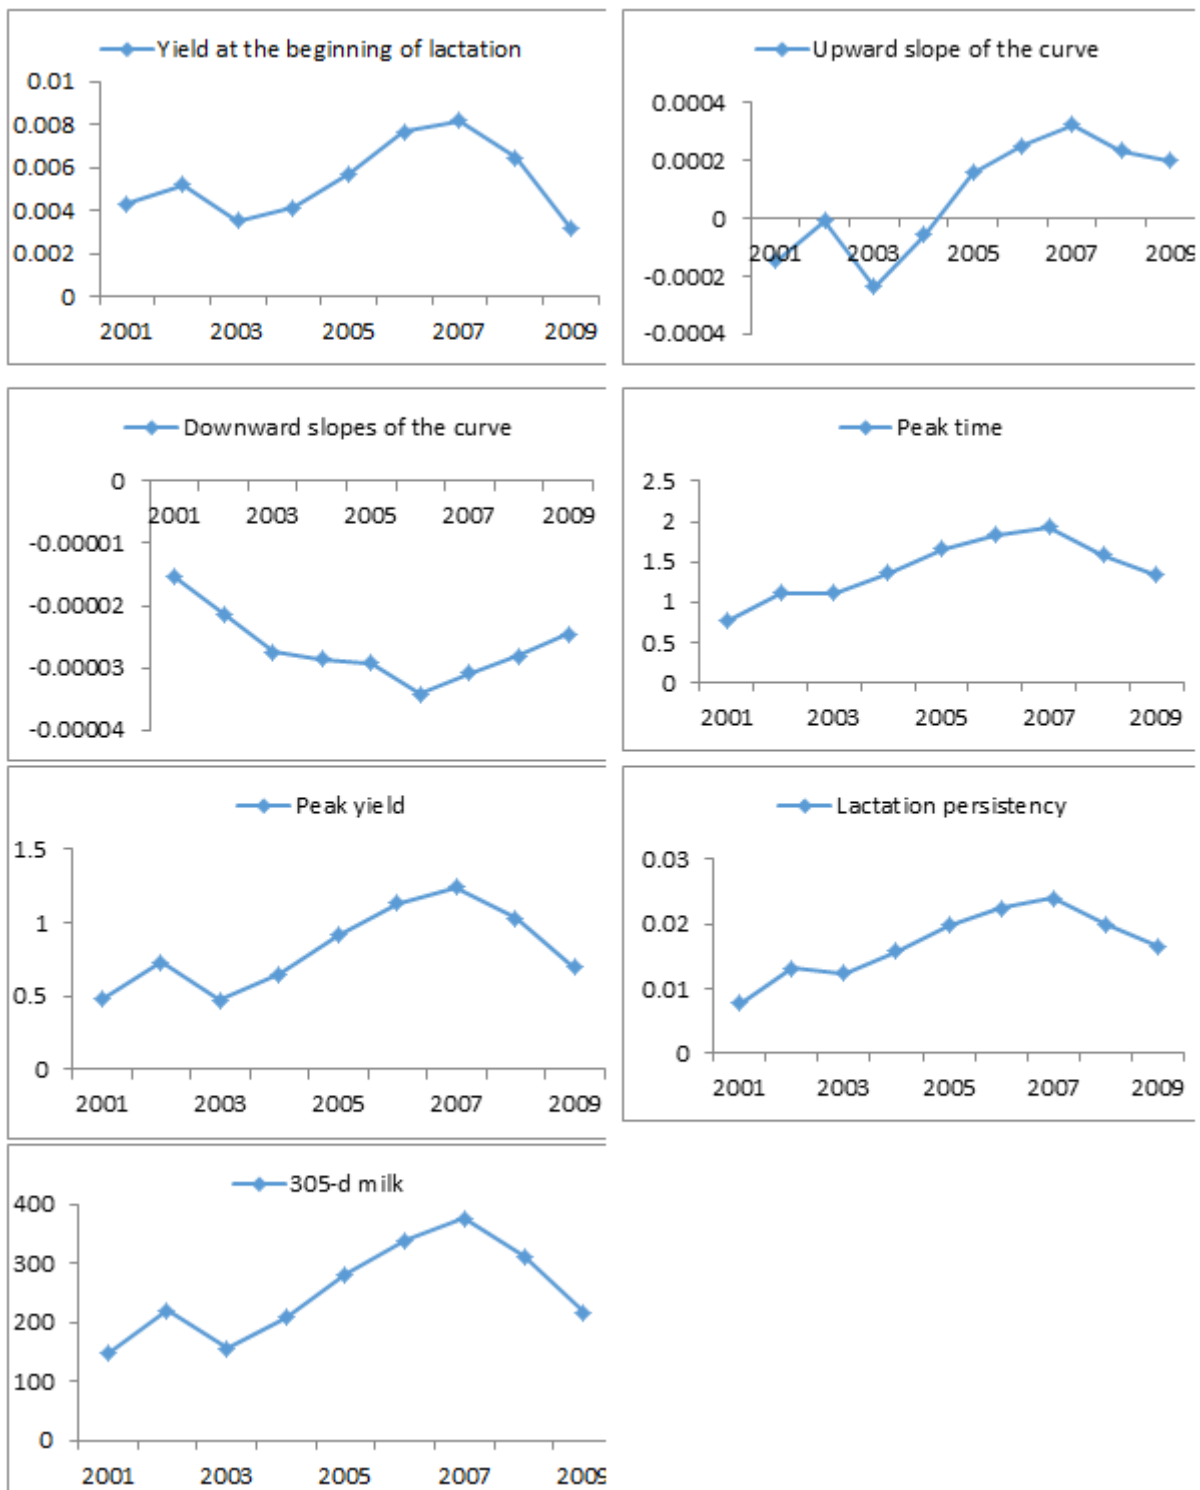 Yield at the beginning of lactation
0.01
0.008
0.006
0.004
0.002
0
2001 2003 2005 2007 2009
Upward slope of the curve
0.0004
0.0002
0
2001 2003 2005 2007 2009
-0.0002
-0.0004
Downward slopes of the curve
0
2001 2003 2005 2007 2009
-0.00001
-0.00002
-0.00003
-0.00004
Peak time
2.5
2
1.5
1
0.5
0
2001 2003 2005 2007 2009
Peak yield
1.5
1
0.5
0
2001 2003 2005 2007 2009
Lactation persistency
0.03
0.02
0.01
0
2001 2003 2005 2007 2009
305-d milk
400
300
200
100
0
2001 2003 2005 2007 2009